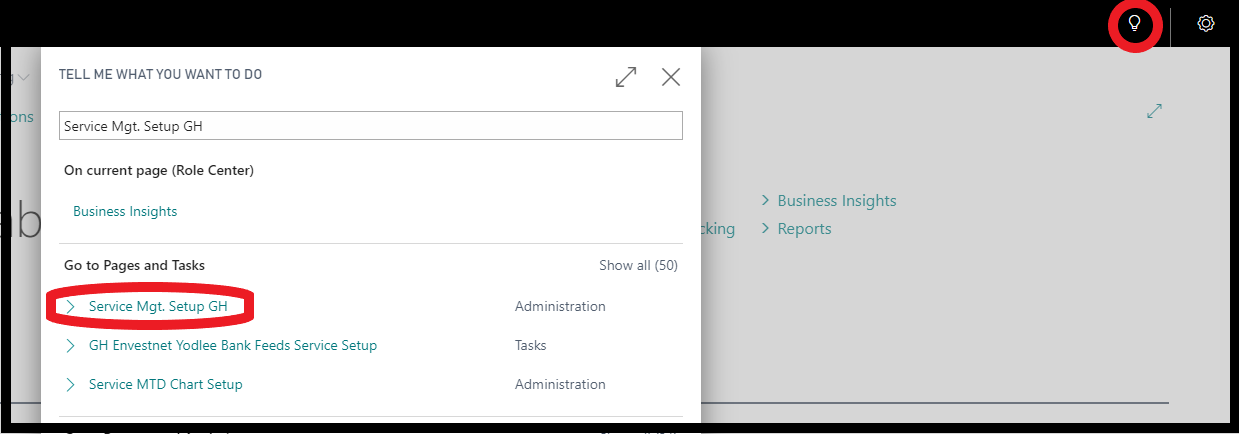 TELL ME WHAT YOU WANT TO DO
Service Mgt. Setup GH
On current page (Role Center)
Business Insights
Go to Pages and Tasks
Show all (50)
Service Mgt. Setup GH
Administration
GH Envestnet Yodlee Bank Feeds Service Setup
Tasks
Service MTD Chart Setup
Administration
ons
ab
cking
Business Insights
Reports